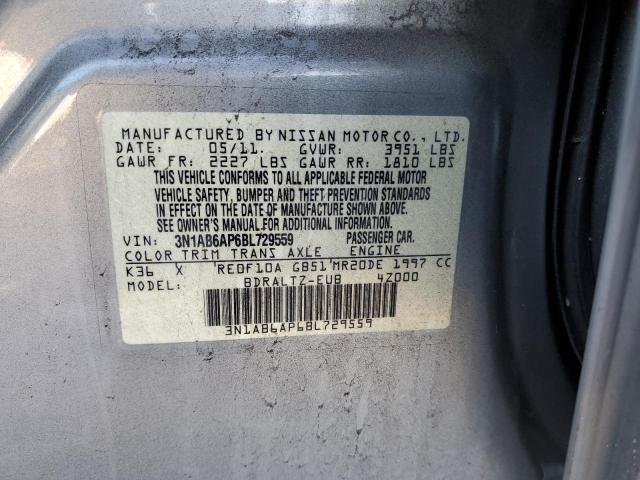 MANUFACTURED BY NISSAN MOTOR CO., LTD.
DATE: 05/11. GVWR: 3951 LBS
GAWR FR: 2227 LBS GAWR RR: 1810 LBS
THIS VEHICLE CONFORMS TO ALL APPLICABLE FEDERAL MOTOR
VEHICLE SAFETY, BUMPER AND THEFT PREVENTION STANDARDS
IN EFFECT ON THE DATE OF MANUFACTURE SHOWN ABOVE.
SEE OWNER'S MANUAL FOR ADDITIONAL INFORMATION.
VIN: 3N1AB6AP6BL729559 PASSENGER CAR.
COLOR TRIM TRANS AXLE ENGINE
K36 X RE0F10A GB51 MR20DE 1997 CC
MODEL: BDRALTZ-EUB 4Z000
3N1AB6AP6BL729559